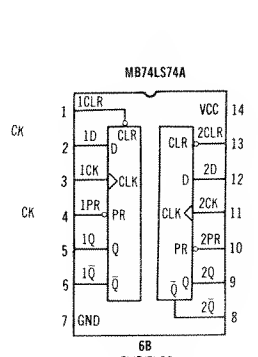 MB74LS74A
1CLR VCC 14
1 CLR 2CLR
CK 1D CLR 13
2 D 2D
1CK D 12
3 CLK 2CK
CK 1PR CLK 11
4 PR 2PR
1Q PR 10
5 Q 2Q
1Q̅ Q 9
6 Q̅ Q̅ 2Q̅
7 GND 8
6B